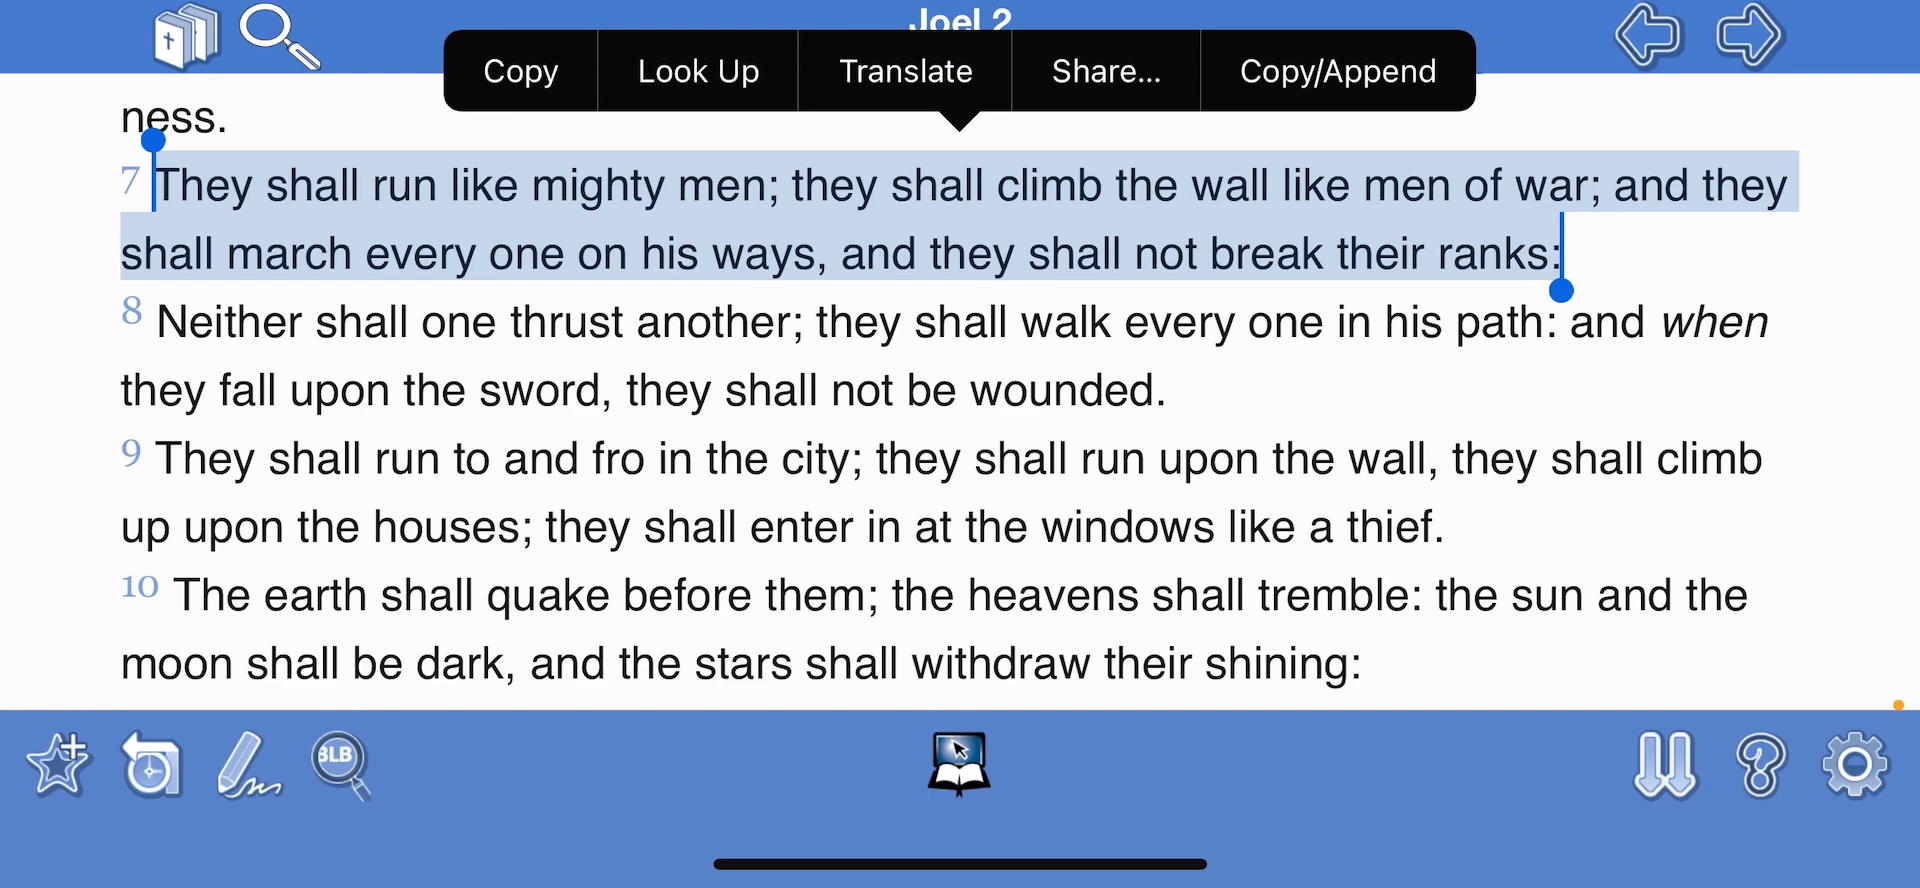 Joel 2
Copy
Look Up
Translate
Share...
Copy/Append
ness.
7 They shall run like mighty men; they shall climb the wall like men of war; and they
shall march every one on his ways, and they shall not break their ranks:
8 Neither shall one thrust another; they shall walk every one in his path: and when
they fall upon the sword, they shall not be wounded.
9 They shall run to and fro in the city; they shall run upon the wall, they shall climb
up upon the houses; they shall enter in at the windows like a thief.
10 The earth shall quake before them; the heavens shall tremble: the sun and the
moon shall be dark, and the stars shall withdraw their shining:
BLB